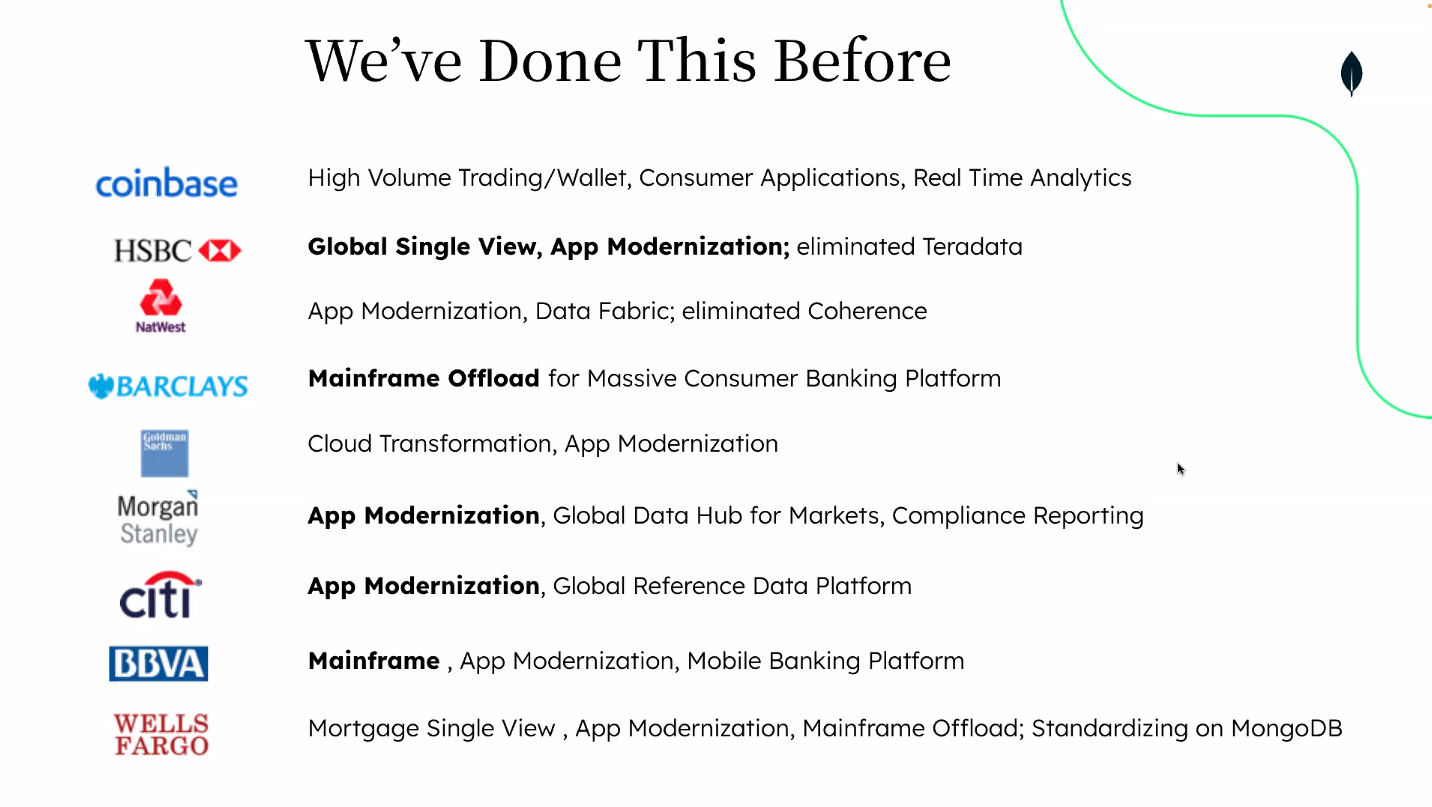 We’ve Done This Before
coinbase
High Volume Trading/Wallet, Consumer Applications, Real Time Analytics
HSBC
Global Single View, App Modernization; eliminated Teradata
NatWest
App Modernization, Data Fabric; eliminated Coherence
BARCLAYS
Mainframe Offload for Massive Consumer Banking Platform
Goldman
Sachs
Cloud Transformation, App Modernization
Morgan
Stanley
App Modernization, Global Data Hub for Markets, Compliance Reporting
citi
App Modernization, Global Reference Data Platform
BBVA
Mainframe , App Modernization, Mobile Banking Platform
WELLS
FARGO
Mortgage Single View , App Modernization, Mainframe Offload; Standardizing on MongoDB